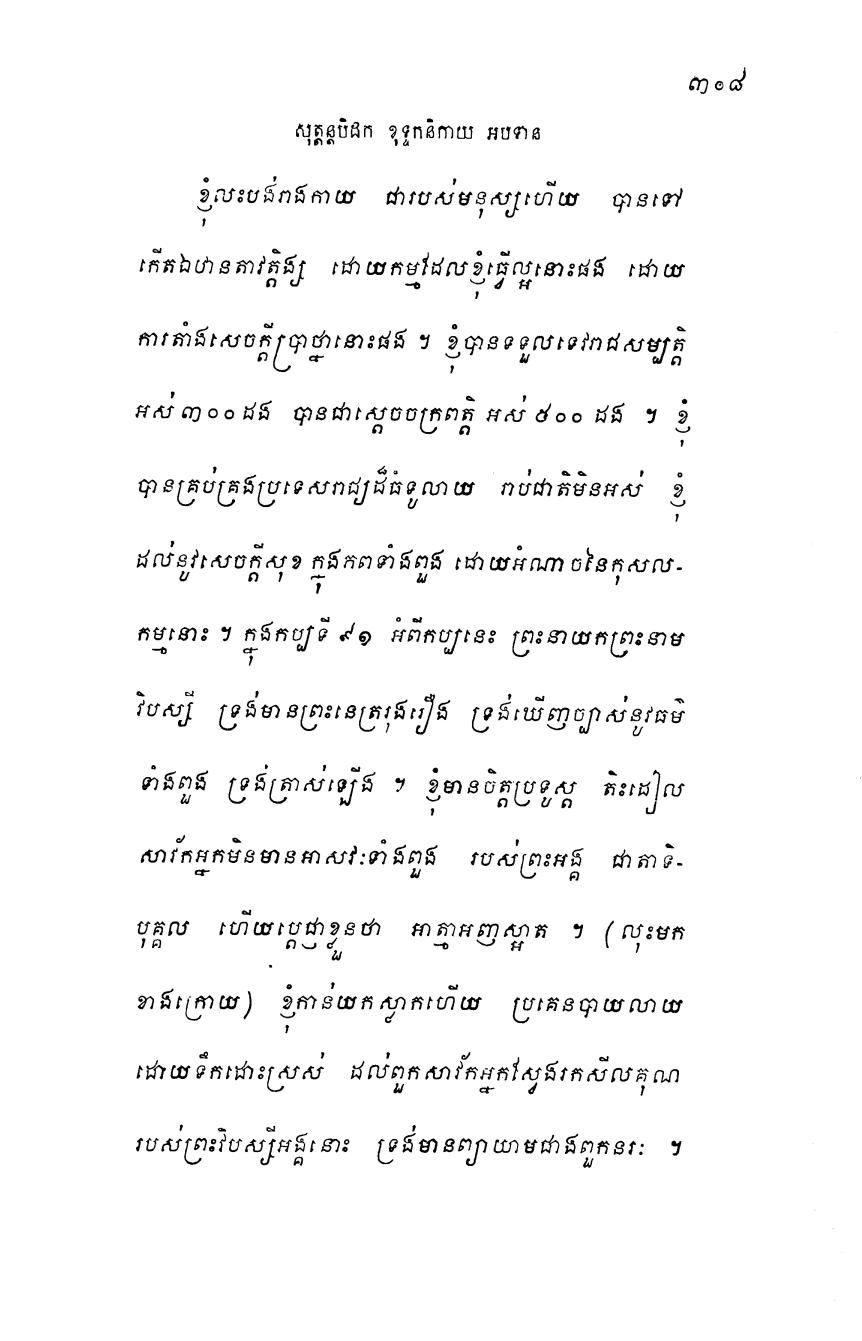 ៣០៨
សុត្តន្តបិដក ខុទ្ទកនិកាយ អបទាន
ខ្ញុំលះបង់រាងកាយ ជារបស់មនុស្សហើយ បានទៅ
កើតឯឋានតាវត្តិង្ស ដោយកម្មដែលខ្ញុំធ្វើល្អនោះផង ដោយ
ការតាំងសេចក្តីប្រាថ្នានោះផង ។ ខ្ញុំបានទទួលទេវរាជសម្បត្តិ
អស់ ៣០០ ដង បានជាស្តេចចក្រពត្តិ អស់ ៥០០ ដង ។ ខ្ញុំ
បានគ្រប់គ្រងប្រទេសរាជ្យដ៏ធំទូលាយ រាប់ជាតិមិនអស់ ខ្ញុំ
ដល់នូវសេចក្តីសុខ ក្នុងភពទាំងពួង ដោយអំណាចនៃកុសល-
កម្មនោះ ។ ក្នុងកប្បទី ៩១ អំពីកប្បនេះ ព្រះនាយកព្រះនាម
វិបស្សី ទ្រង់មានព្រះនេត្ររុងរឿង ទ្រង់ឃើញច្បាស់នូវធម៌
ទាំងពួង ទ្រង់ត្រាស់ឡើង ។ ខ្ញុំមានចិត្តប្រទូស្ត តិះដៀល
សាវ័កអ្នកមិនមានអាសវៈទាំងពួង របស់ព្រះអង្គ ជាតាទិ-
បុគ្គល ហើយប្តេជ្ញាខ្លួនថា អាត្មាអញស្អាត ។ (លុះមក
ខាងក្រោយ) ខ្ញុំកាន់យកស្លាកហើយ ប្រគេនបាយលាយ
ដោយទឹកដោះស្រស់ ដល់ពួកសាវ័កអ្នកស្វែងរកសីលគុណ
របស់ព្រះវិបស្សីអង្គនោះ ទ្រង់មានព្យាយាមជាងពួកនរៈ ។